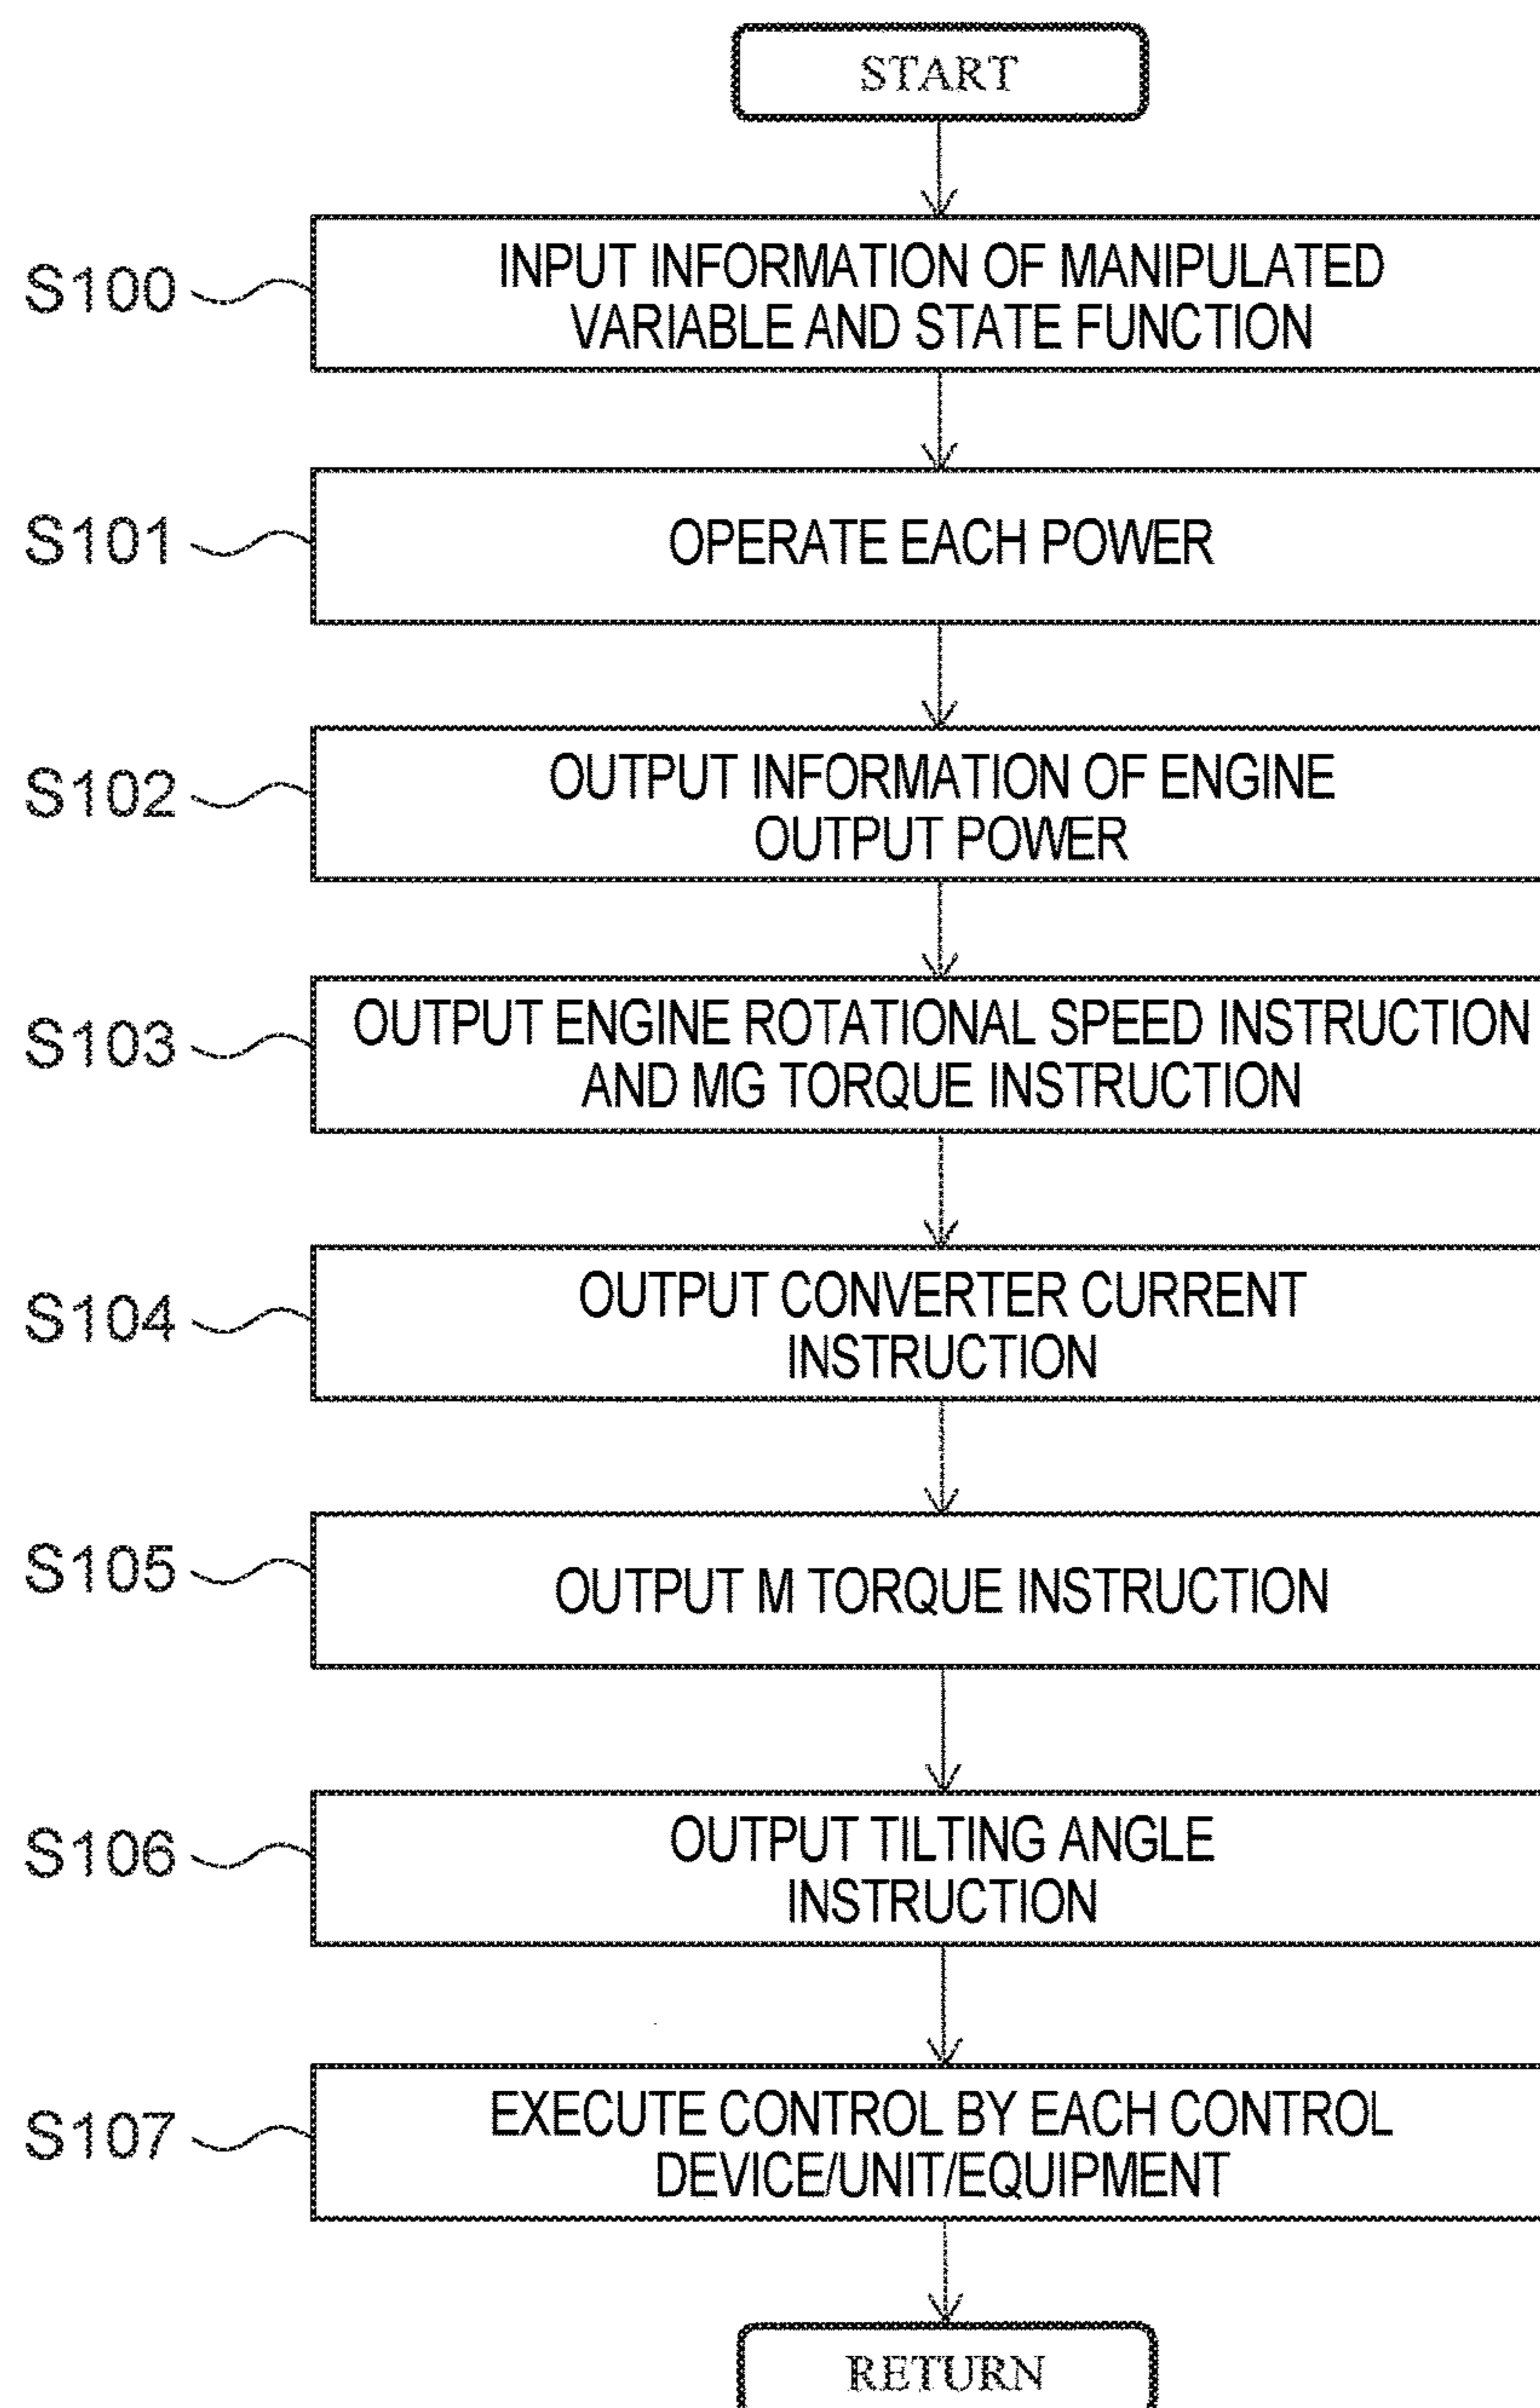 START
S100
INPUT INFORMATION OF MANIPULATED
VARIABLE AND STATE FUNCTION
S101
OPERATE EACH POWER
S102
OUTPUT INFORMATION OF ENGINE
OUTPUT POWER
S103
OUTPUT ENGINE ROTATIONAL SPEED INSTRUCTION
AND MG TORQUE INSTRUCTION
S104
OUTPUT CONVERTER CURRENT
INSTRUCTION
S105
OUTPUT M TORQUE INSTRUCTION
S106
OUTPUT TILTING ANGLE
INSTRUCTION
S107
EXECUTE CONTROL BY EACH CONTROL
DEVICE/UNIT/EQUIPMENT
RETURN